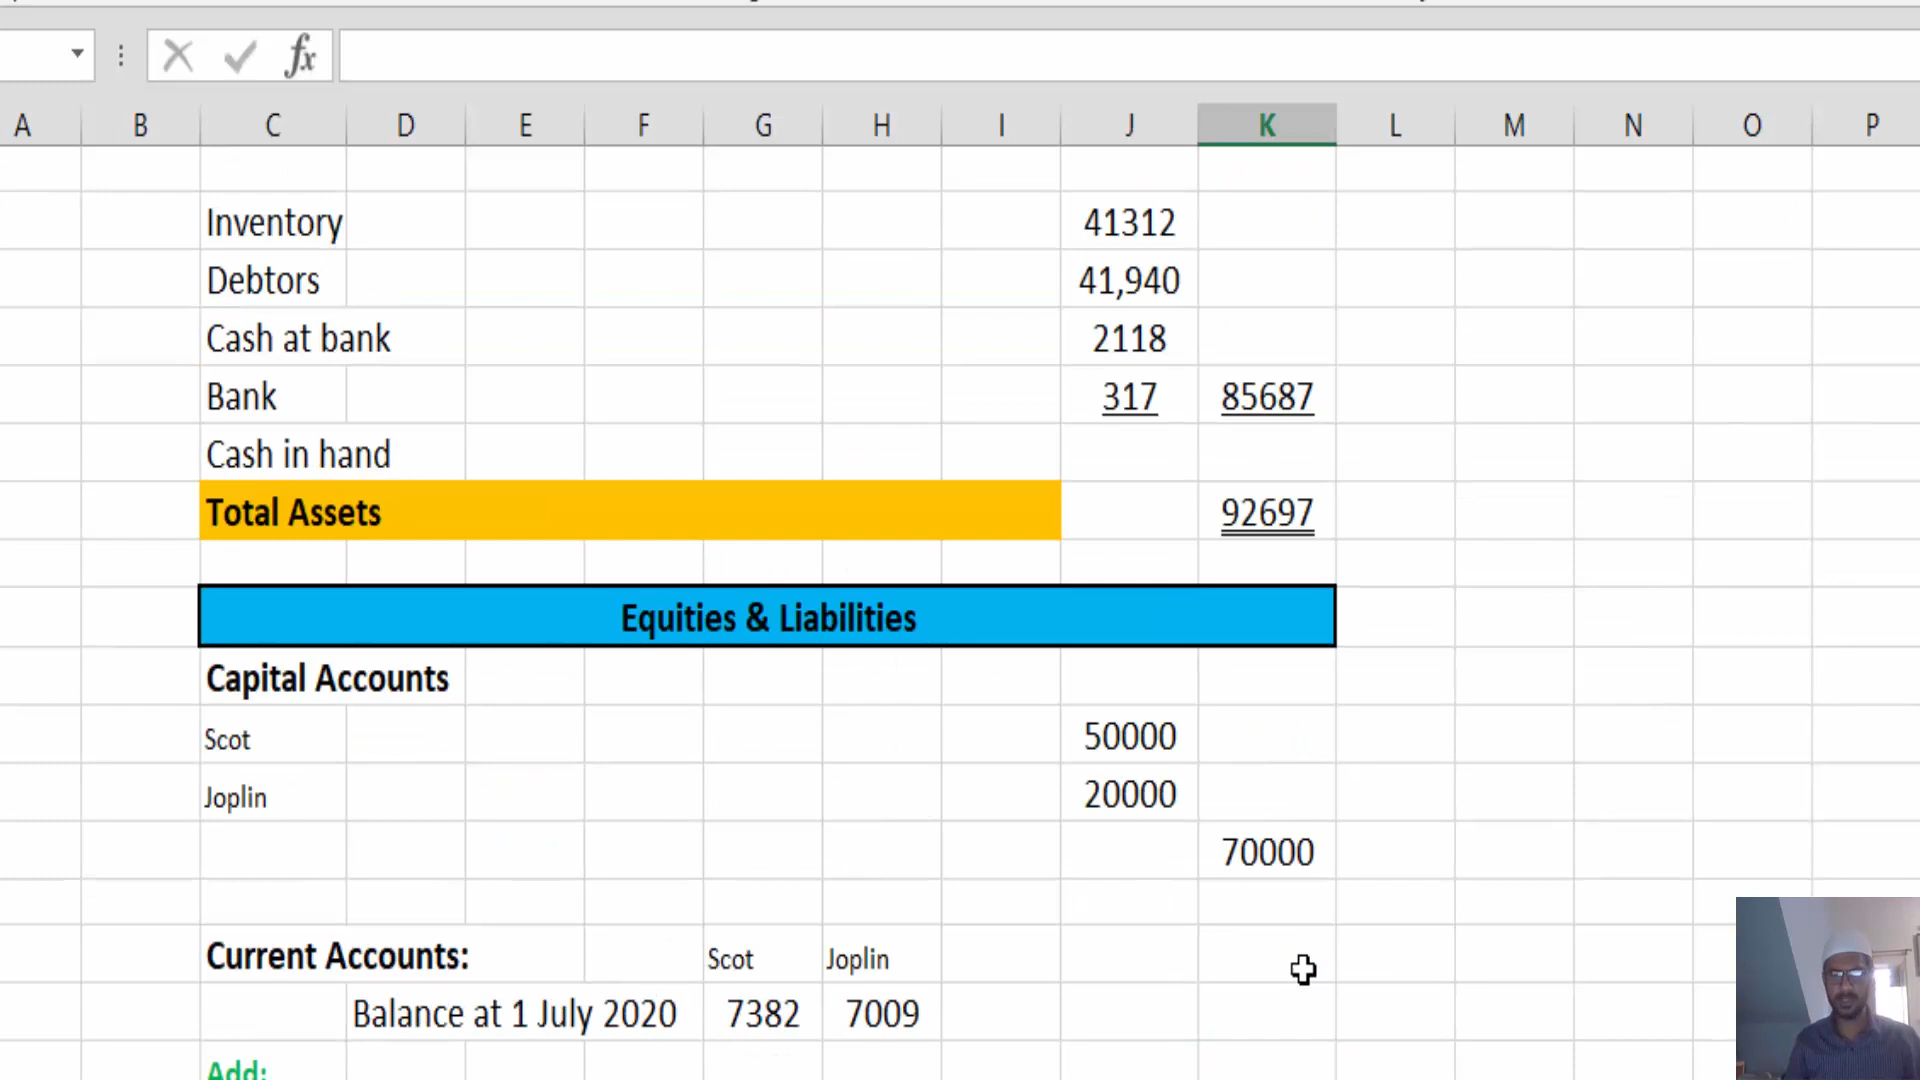 fx
A B C D E F G H I J K L M N O P
Inventory 41312
Debtors 41,940
Cash at bank 2118
Bank 317 85687
Cash in hand
Total Assets 92697
Equities & Liabilities
Capital Accounts
Scot 50000
Joplin 20000
70000
Current Accounts: Scot Joplin
Balance at 1 July 2020 7382 7009
Add: